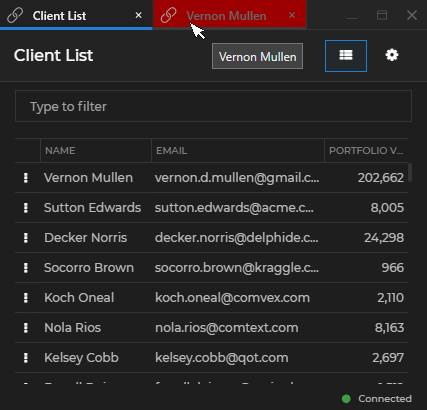 Client List × Vernon Mullen ×
Client List Vernon Mullen
Type to filter
NAME EMAIL PORTFOLIO V...
Vernon Mullen vernon.d.mullen@gmail.c... 202,662
Sutton Edwards sutton.edwards@acme.c... 8,005
Decker Norris decker.norris@delphide.c... 24,298
Socorro Brown socorro.brown@kraggle.c... 966
Koch Oneal koch.oneal@comvex.com 2,110
Nola Rios nola.rios@comtext.com 8,163
Kelsey Cobb kelsey.cobb@qot.com 2,697
Connected